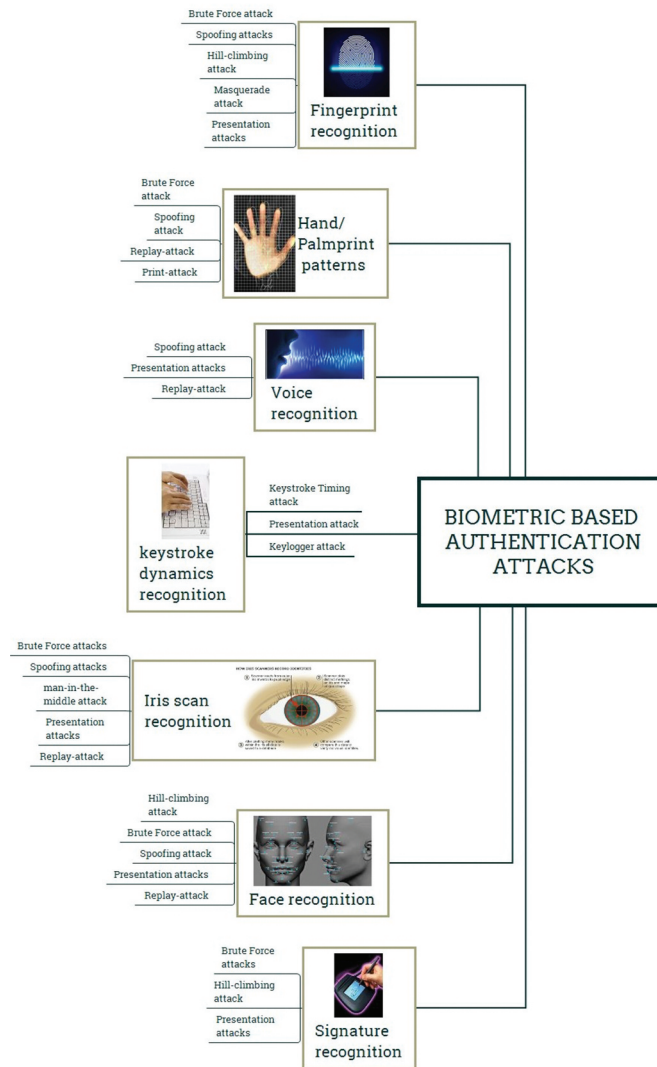 Brute Force attack
Spoofing attacks
Hill-climbing
attack
Masquerade
attack
Presentation
attacks
Fingerprint
recognition
Brute Force
attack
Spoofing
attack
Replay-attack
Print-attack
Hand/
Palmprint
patterns
Spoofing attack
Presentation attacks
Replay-attack
Voice
recognition
keystroke
dynamics
recognition
Keystroke Timing
attack
Presentation attack
Keylogger attack
BIOMETRIC BASED
AUTHENTICATION
ATTACKS
Brute Force attacks
Spoofing attacks
man-in-the-
middle attack
Presentation
attacks
Replay-attack
Iris scan
recognition
Hill-climbing
attack
Brute Force attack
Spoofing attack
Presentation attacks
Replay-attack
Face recognition
Brute Force
attacks
Hill-climbing
attack
Presentation
attacks
Signature
recognition